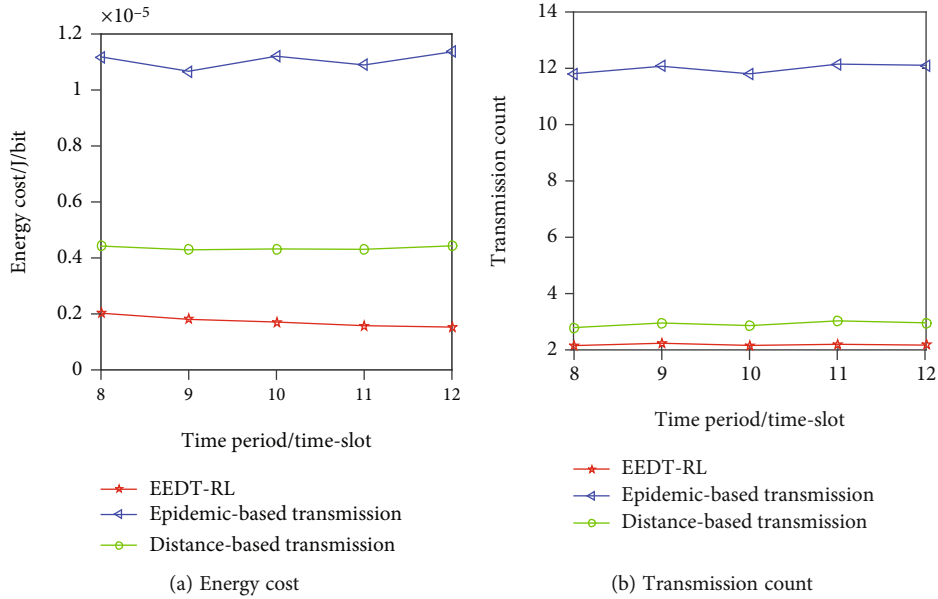 ×10⁻⁵
1.2
1
0.8
0.6
0.4
0.2
0
8
9
10
11
12
Energy cost/J/bit
Time period/time-slot
EEDT-RL
Epidemic-based transmission
Distance-based transmission
(a) Energy cost
14
12
10
8
6
4
2
8
9
10
11
12
Transmission count
Time period/time-slot
EEDT-RL
Epidemic-based transmission
Distance-based transmission
(b) Transmission count